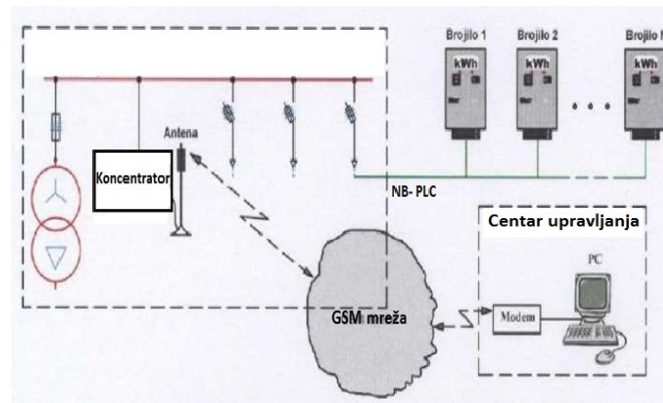 Brojilo 1
Brojilo 2
Brojilo N
kWh
kWh
kWh
Antena
Koncentrator
NB- PLC
Centar upravljanja
PC
GSM mreža
Modem